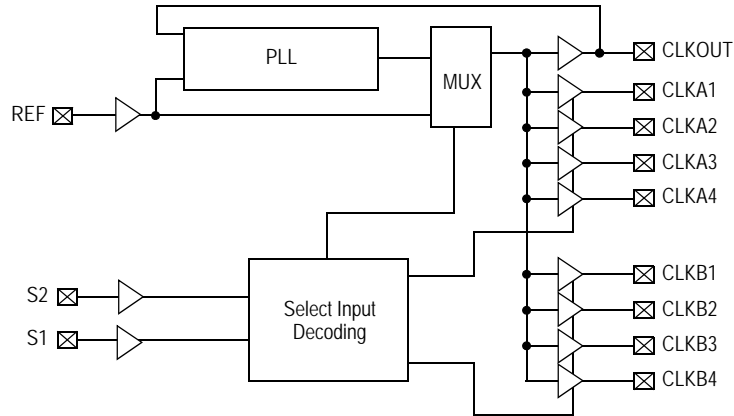 PLL
MUX
REF
S2
S1
Select Input
Decoding
CLKOUT
CLKA1
CLKA2
CLKA3
CLKA4
CLKB1
CLKB2
CLKB3
CLKB4